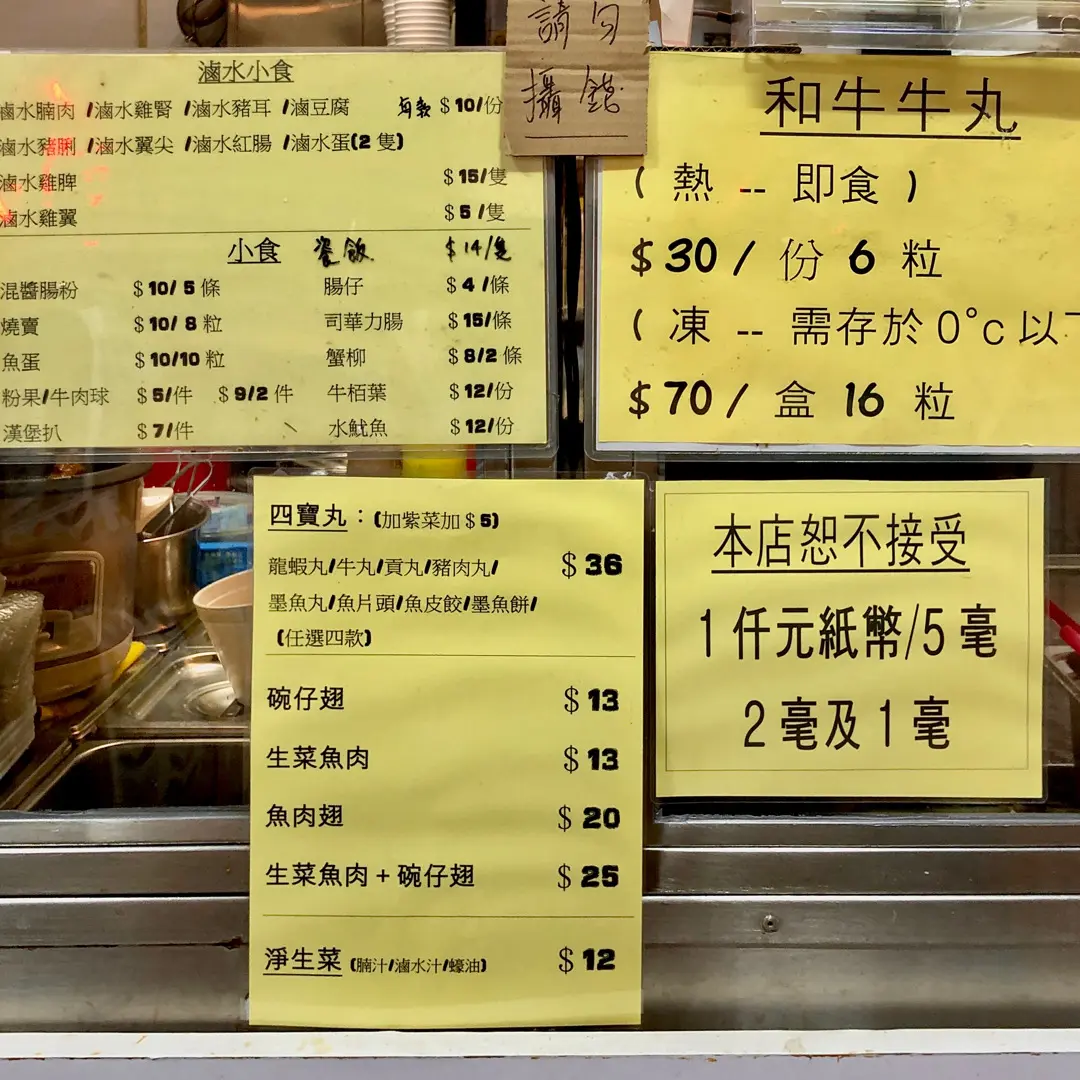 請勿
攝鏡
滷水小食
滷水腩肉 /滷水雞腎 /滷水豬耳 /滷豆腐 每款 $10/份
滷水豬脷 /滷水翼尖 /滷水紅腸 /滷水蛋(2 隻)
滷水雞脾 $15/隻
滷水雞翼 $5 /隻
小食 瓷飯 $14/隻
混醬腸粉 $10/ 5 條 腸仔 $4 /條
燒賣 $10/ 8 粒 司華力腸 $15/條
魚蛋 $10/10 粒 蟹柳 $8/2 條
粉果/牛肉球 $5/件 $9/2 件 牛栢葉 $12/份
漢堡扒 $7/件 水魷魚 $12/份
和牛牛丸
( 熱 -- 即食 )
$30 / 份 6 粒
( 凍 -- 需存於 0°c 以下
$70 / 盒 16 粒
四寶丸：(加紫菜加 $5)
龍蝦丸/牛丸/貢丸/豬肉丸/ $36
墨魚丸/魚片頭/魚皮餃/墨魚餅/
(任選四款)
碗仔翅 $13
生菜魚肉 $13
魚肉翅 $20
生菜魚肉 + 碗仔翅 $25
淨生菜 (腩汁/滷水汁/蠔油) $12
本店恕不接受
1 仟元紙幣/5 毫
2 毫及 1 毫